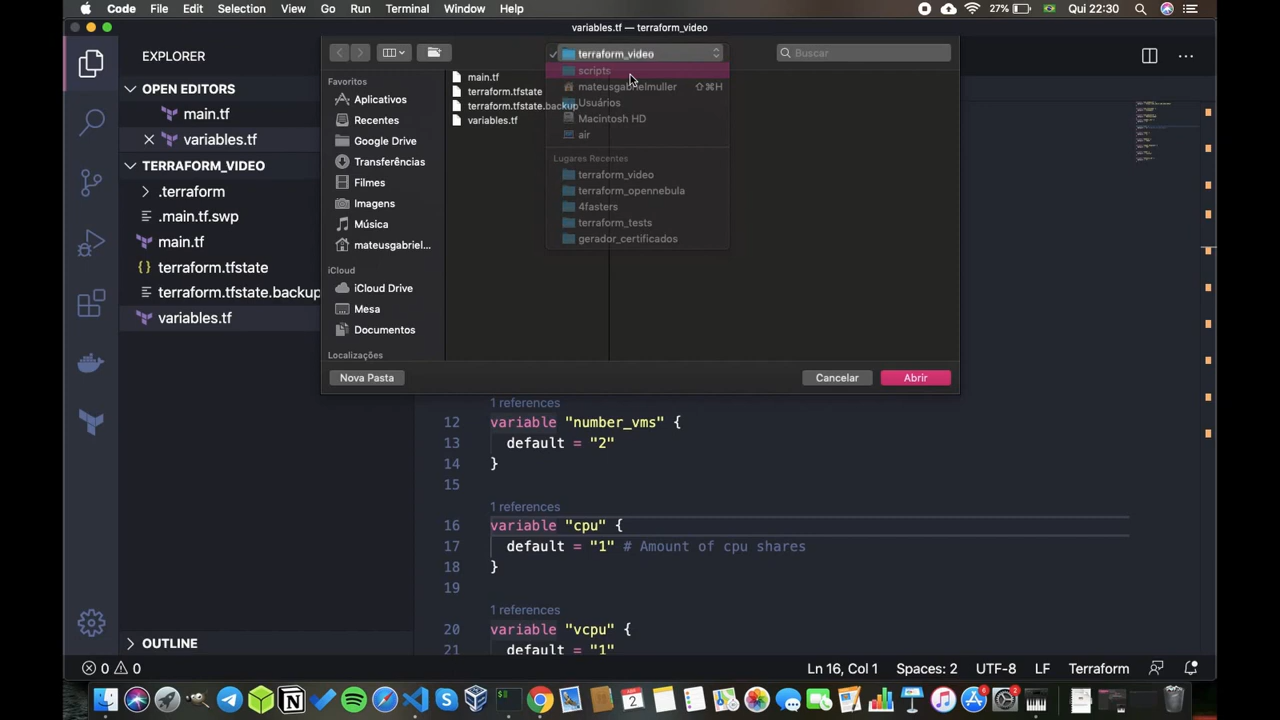 Code File Edit Selection View Go Run Terminal Window Help
27% Qui 22:30
variables.tf — terraform_video
EXPLORER
OPEN EDITORS
main.tf
variables.tf
TERRAFORM_VIDEO
.terraform
.main.tf.swp
main.tf
terraform.tfstate
terraform.tfstate.backup
variables.tf
OUTLINE
Favoritos
Aplicativos
Recentes
Google Drive
Transferências
Filmes
Imagens
Música
mateusgabriel...
iCloud
iCloud Drive
Mesa
Documentos
Localizações
main.tf
terraform.tfstate
terraform.tfstate.backup
variables.tf
terraform_video
scripts
mateusgabrielmuller ⇧⌘H
Usuários
Macintosh HD
air
Lugares Recentes
terraform_video
terraform_opennebula
4fasters
terraform_tests
gerador_certificados
Buscar
Nova Pasta
Cancelar
Abrir
1 references
12 variable "number_vms" {
13 default = "2"
14 }
15
1 references
16 variable "cpu" {
17 default = "1" # Amount of cpu shares
18 }
19
1 references
20 variable "vcpu" {
21 default = "1"
0 0
Ln 16, Col 1 Spaces: 2 UTF-8 LF Terraform